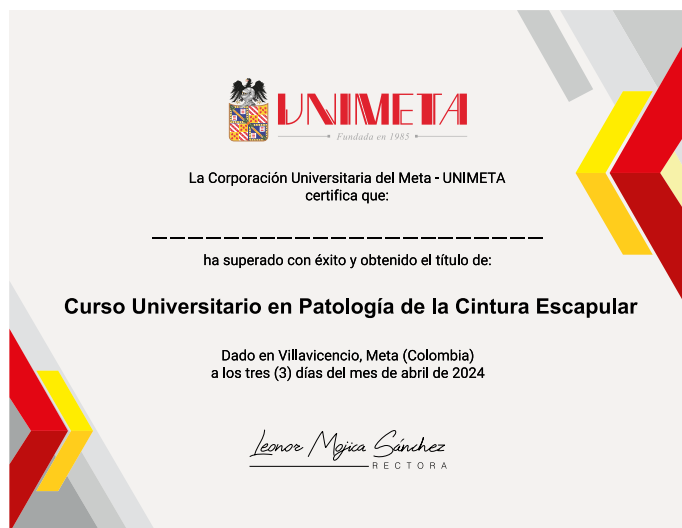 UNIMETA
Fundada en 1985
La Corporación Universitaria del Meta - UNIMETA
certifica que:
ha superado con éxito y obtenido el título de:
Curso Universitario en Patología de la Cintura Escapular
Dado en Villavicencio, Meta (Colombia)
a los tres (3) días del mes de abril de 2024
Leonor Mojica Sánchez
RECTORA